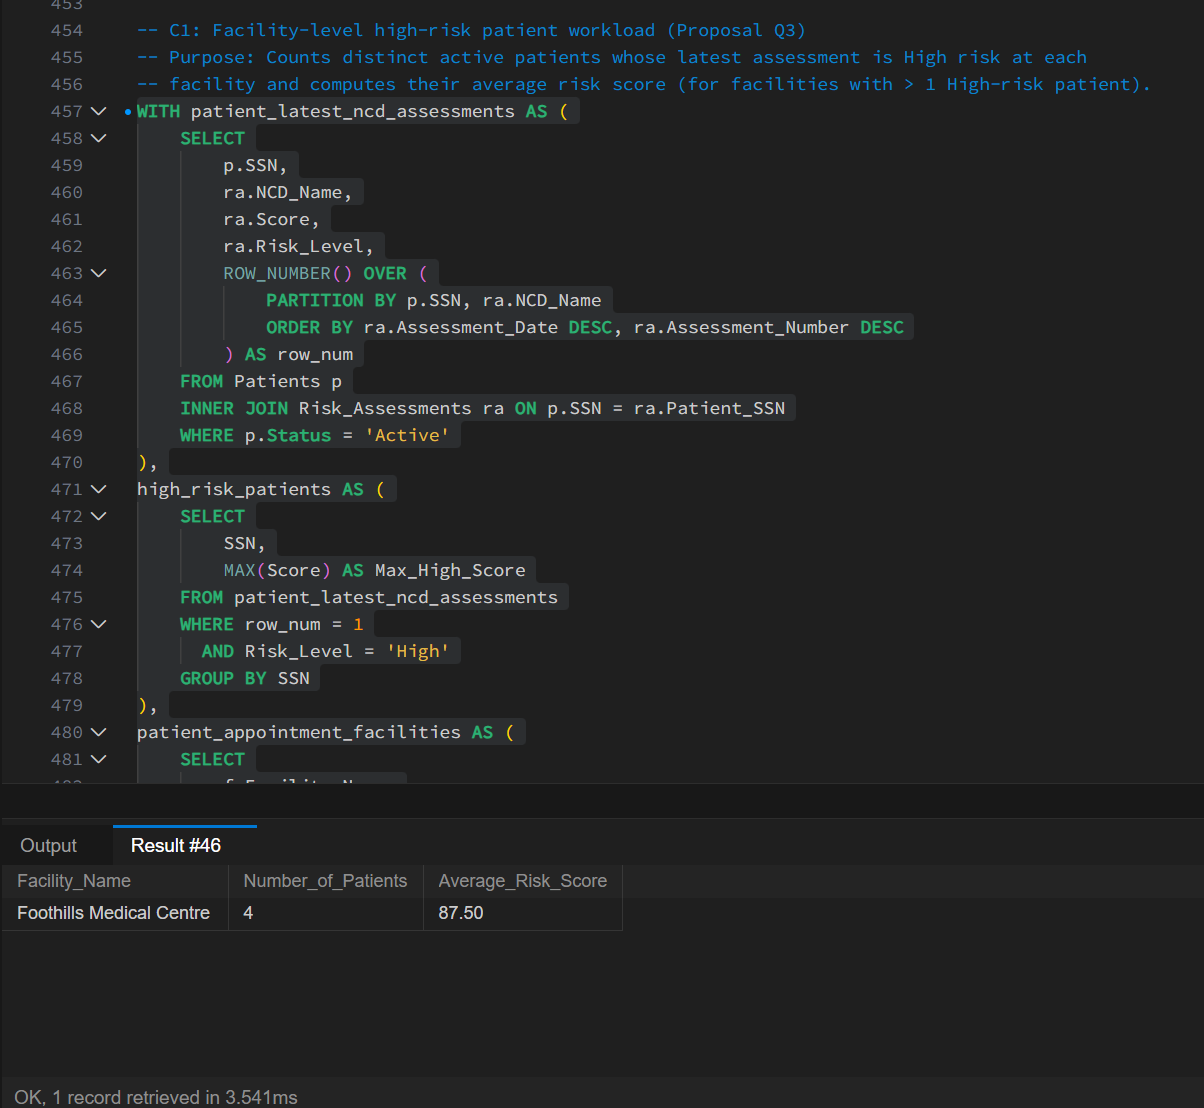 453
454 -- C1: Facility-level high-risk patient workload (Proposal Q3)
455 -- Purpose: Counts distinct active patients whose latest assessment is High risk at each
456 -- facility and computes their average risk score (for facilities with > 1 High-risk patient).
457 WITH patient_latest_ncd_assessments AS (
458 SELECT
459 p.SSN,
460 ra.NCD_Name,
461 ra.Score,
462 ra.Risk_Level,
463 ROW_NUMBER() OVER (
464 PARTITION BY p.SSN, ra.NCD_Name
465 ORDER BY ra.Assessment_Date DESC, ra.Assessment_Number DESC
466 ) AS row_num
467 FROM Patients p
468 INNER JOIN Risk_Assessments ra ON p.SSN = ra.Patient_SSN
469 WHERE p.Status = 'Active'
470 ),
471 high_risk_patients AS (
472 SELECT
473 SSN,
474 MAX(Score) AS Max_High_Score
475 FROM patient_latest_ncd_assessments
476 WHERE row_num = 1
477 AND Risk_Level = 'High'
478 GROUP BY SSN
479 ),
480 patient_appointment_facilities AS (
481 SELECT
Output Result #46
Facility_Name Number_of_Patients Average_Risk_Score
Foothills Medical Centre 4 87.50
OK, 1 record retrieved in 3.541ms